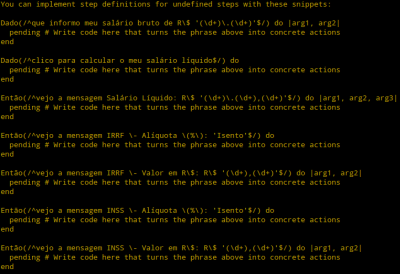 You can implement step definitions for undefined steps with these snippets:
Dado(/^que informo meu salário bruto de R\$ '(\d+)\.(\d+)'$/) do |arg1, arg2|
pending # Write code here that turns the phrase above into concrete actions
end
Dado(/^clico para calcular o meu salário líquido$/) do
pending # Write code here that turns the phrase above into concrete actions
end
Então(/^vejo a mensagem Salário Líquido: R\$ '(\d+)\.(\d+),(\d+)'$/) do |arg1, arg2, arg3|
pending # Write code here that turns the phrase above into concrete actions
end
Então(/^vejo a mensagem IRRF \- Alíquota \(%\): 'Isento'$/) do
pending # Write code here that turns the phrase above into concrete actions
end
Então(/^vejo a mensagem IRRF \- Valor em R\$: R\$ '(\d+),(\d+)'$/) do |arg1, arg2|
pending # Write code here that turns the phrase above into concrete actions
end
Então(/^vejo a mensagem INSS \- Alíquota \(%\): 'Isento'$/) do
pending # Write code here that turns the phrase above into concrete actions
end
Então(/^vejo a mensagem INSS \- Valor em R\$: R\$ '(\d+),(\d+)'$/) do |arg1, arg2|
pending # Write code here that turns the phrase above into concrete actions
end